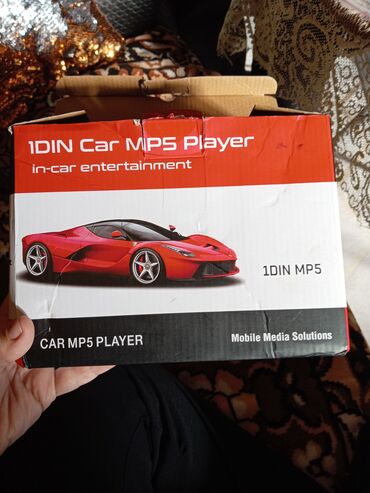 1DIN Car MP5 Player
in-car entertainment
1DIN MP5
CAR MP5 PLAYER
Mobile Media Solutions